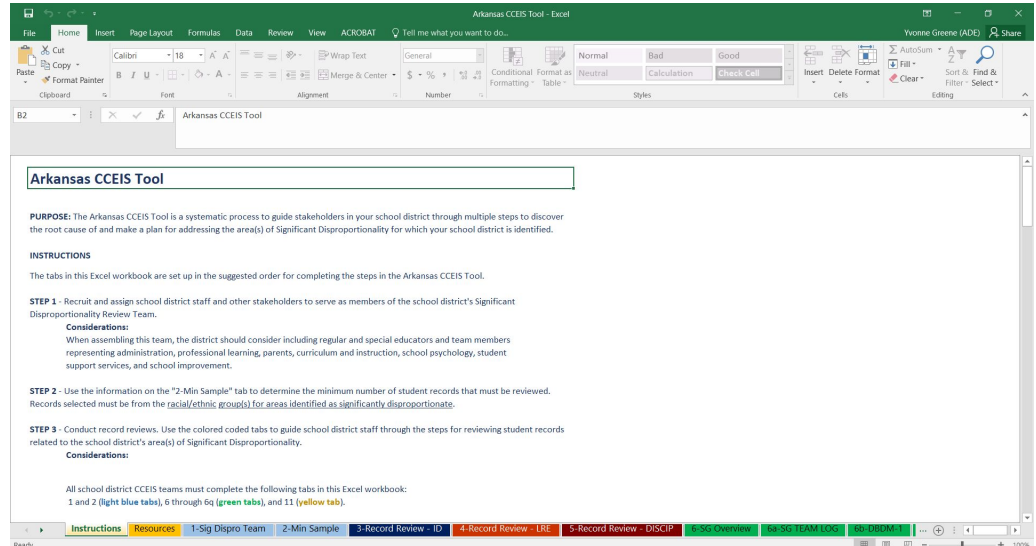 Arkansas CCEIS Tool - Excel
File Home Insert Page Layout Formulas Data Review View ACROBAT Tell me what you want to do... Yvonne Greene (ADE) Share
Paste Cut Copy Format Painter
Calibri 18 Wrap Text General
B I U Merge & Center $ % ,
Conditional Formatting Format as Table
Normal Bad Good
Neutral Calculation Check Cell
Insert Delete Format
AutoSum Fill Clear Sort & Filter Find & Select
Clipboard Font Alignment Number Styles Cells Editing
B2 fx Arkansas CCEIS Tool
Arkansas CCEIS Tool
PURPOSE: The Arkansas CCEIS Tool is a systematic process to guide stakeholders in your school district through multiple steps to discover
the root cause of and make a plan for addressing the area(s) of Significant Disproportionality for which your school district is identified.
INSTRUCTIONS
The tabs in this Excel workbook are set up in the suggested order for completing the steps in the Arkansas CCEIS Tool.
STEP 1 - Recruit and assign school district staff and other stakeholders to serve as members of the school district's Significant
Disproportionality Review Team.
Considerations:
When assembling this team, the district should consider including regular and special educators and team members
representing administration, professional learning, parents, curriculum and instruction, school psychology, student
support services, and school improvement.
STEP 2 - Use the information on the "2-Min Sample" tab to determine the minimum number of student records that must be reviewed.
Records selected must be from the racial/ethnic group(s) for areas identified as significantly disproportionate.
STEP 3 - Conduct record reviews. Use the colored coded tabs to guide school district staff through the steps for reviewing student records
related to the school district's area(s) of Significant Disproportionality.
Considerations:
All school district CCEIS teams must complete the following tabs in this Excel workbook:
1 and 2 (light blue tabs), 6 through 6q (green tabs), and 11 (yellow tab).
Instructions Resources 1-Sig Dispro Team 2-Min Sample 3-Record Review - ID 4-Record Review - LRE 5-Record Review - DISCIP 6-SG Overview 6a-SG TEAM LOG 6b-DBDM-1 ...
Ready 100%